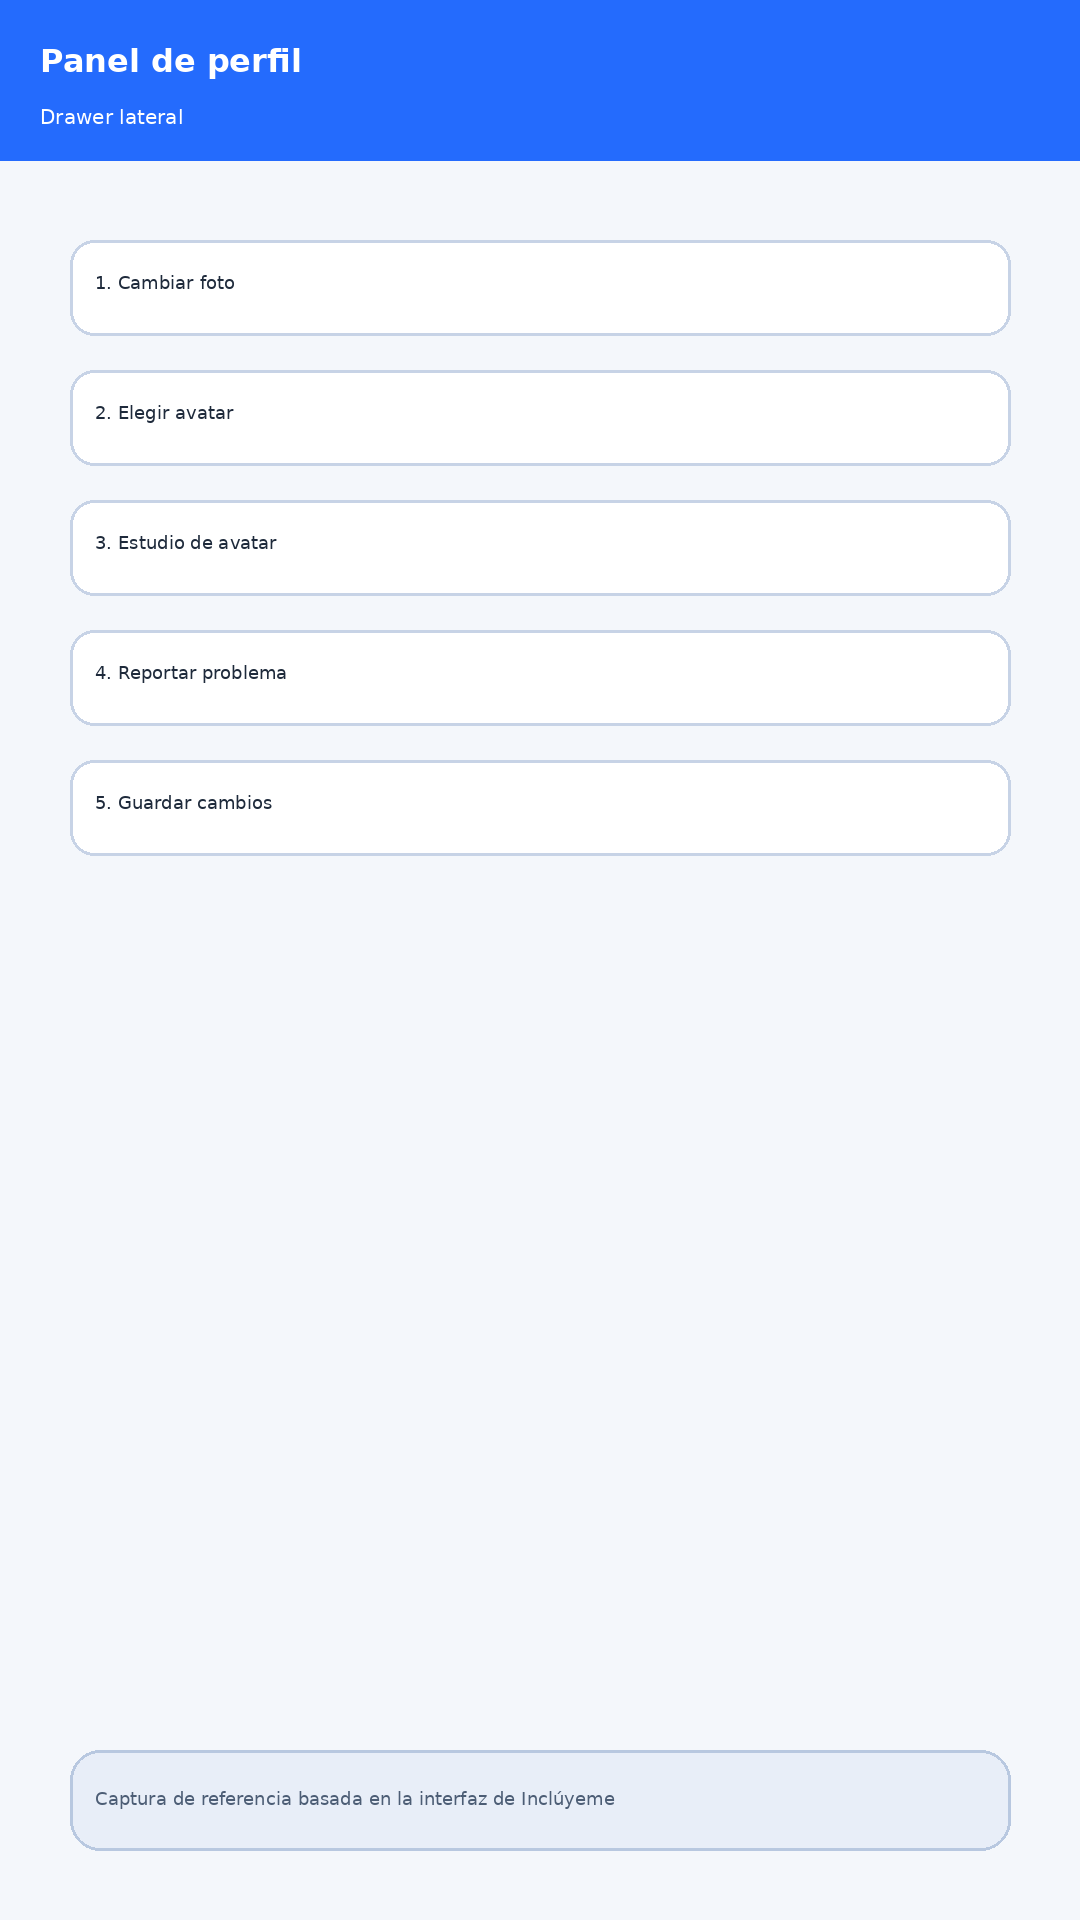 Panel de perfil
Drawer lateral
1. Cambiar foto
2. Elegir avatar
3. Estudio de avatar
4. Reportar problema
5. Guardar cambios
Captura de referencia basada en la interfaz de Inclúyeme